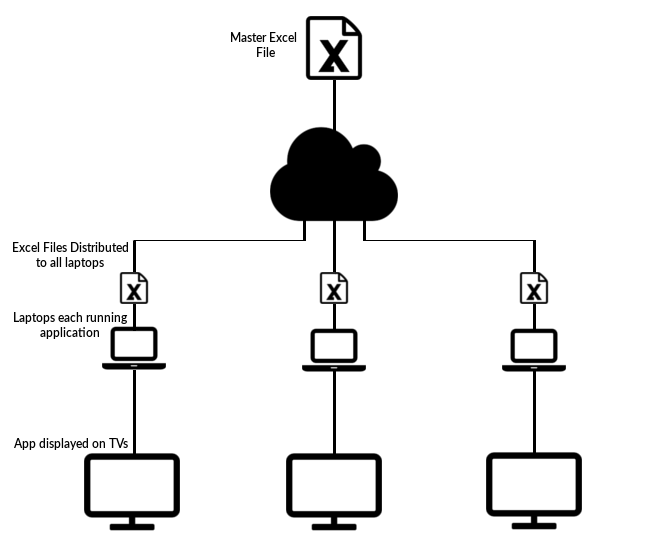 Master Excel
File
X
Excel Files Distributed
to all laptops
X
X
X
Laptops each running
application
App displayed on TVs